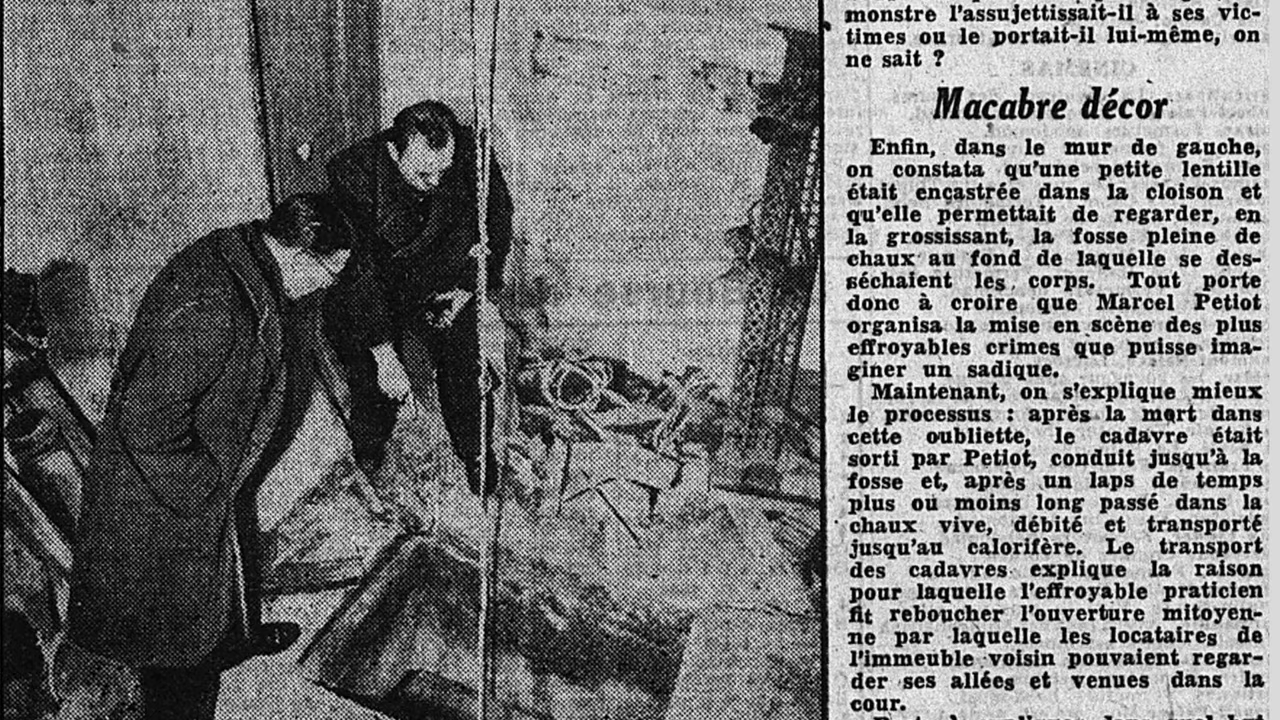 monstre l'assujettissait-il à ses vic-
times ou le portait-il lui-même, on
ne sait ?
Macabre décor
Enfin, dans le mur de gauche,
on constata qu'une petite lentille
était encastrée dans la cloison et
qu'elle permettait de regarder, en
la grossissant, la fosse pleine de
chaux au fond de laquelle se des-
séchaient les corps. Tout porte
donc à croire que Marcel Petiot
organisa la mise en scène des plus
effroyables crimes que puisse ima-
giner un sadique.
Maintenant, on s'explique mieux
le processus : après la mort dans
cette oubliette, le cadavre était
sorti par Petiot, conduit jusqu'à la
fosse et, après un laps de temps
plus ou moins long passé dans la
chaux vive, débité et transporté
jusqu'au calorifère. Le transport
des cadavres explique la raison
pour laquelle l'effroyable praticien
fit reboucher l'ouverture mitoyen-
ne par laquelle les locataires de
l'immeuble voisin pouvaient regar-
der ses allées et venues dans la
cour.